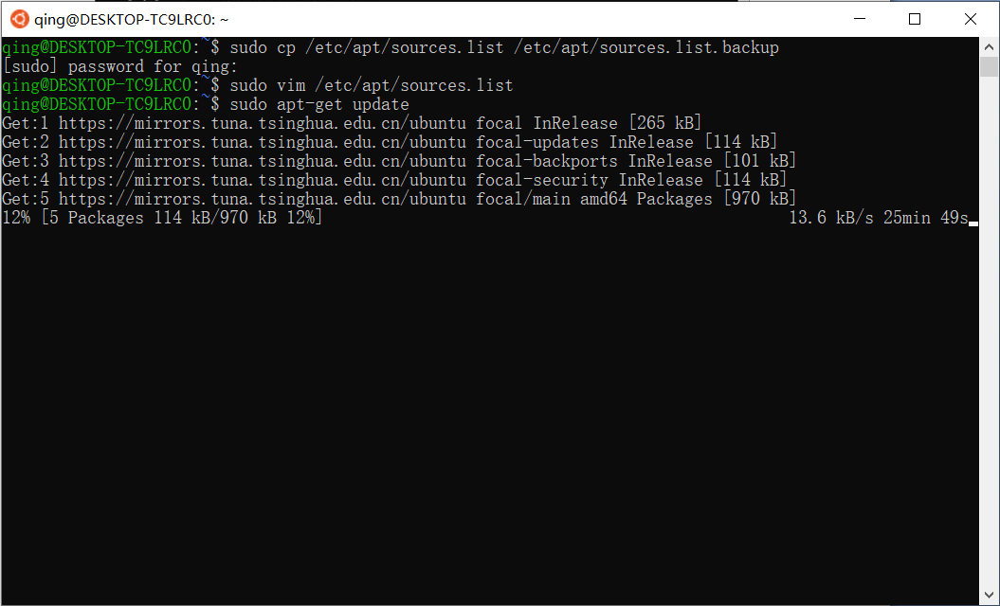 qing@DESKTOP-TC9LRC0: ~
qing@DESKTOP-TC9LRC0:~$ sudo cp /etc/apt/sources.list /etc/apt/sources.list.backup
[sudo] password for qing:
qing@DESKTOP-TC9LRC0:~$ sudo vim /etc/apt/sources.list
qing@DESKTOP-TC9LRC0:~$ sudo apt-get update
Get:1 https://mirrors.tuna.tsinghua.edu.cn/ubuntu focal InRelease [265 kB]
Get:2 https://mirrors.tuna.tsinghua.edu.cn/ubuntu focal-updates InRelease [114 kB]
Get:3 https://mirrors.tuna.tsinghua.edu.cn/ubuntu focal-backports InRelease [101 kB]
Get:4 https://mirrors.tuna.tsinghua.edu.cn/ubuntu focal-security InRelease [114 kB]
Get:5 https://mirrors.tuna.tsinghua.edu.cn/ubuntu focal/main amd64 Packages [970 kB]
12% [5 Packages 114 kB/970 kB 12%] 13.6 kB/s 25min 49s